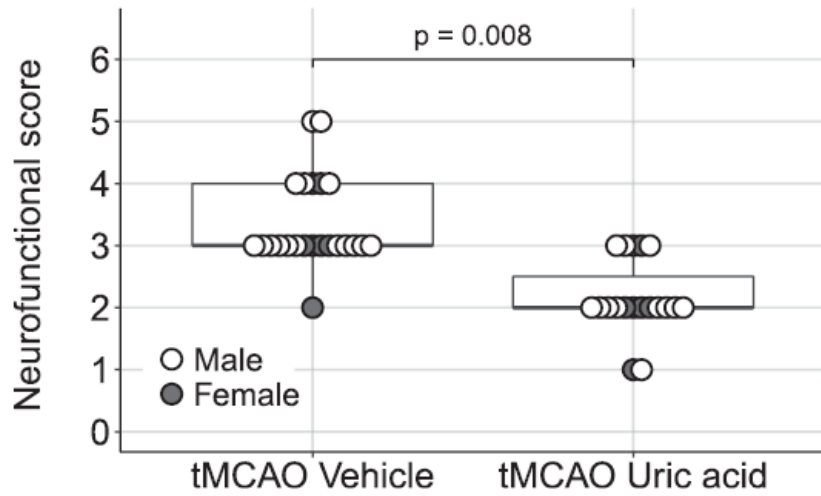 p = 0.008
Neurofunctional score
6
5
4
3
2
1
0
Male
Female
tMCAO Vehicle
tMCAO Uric acid